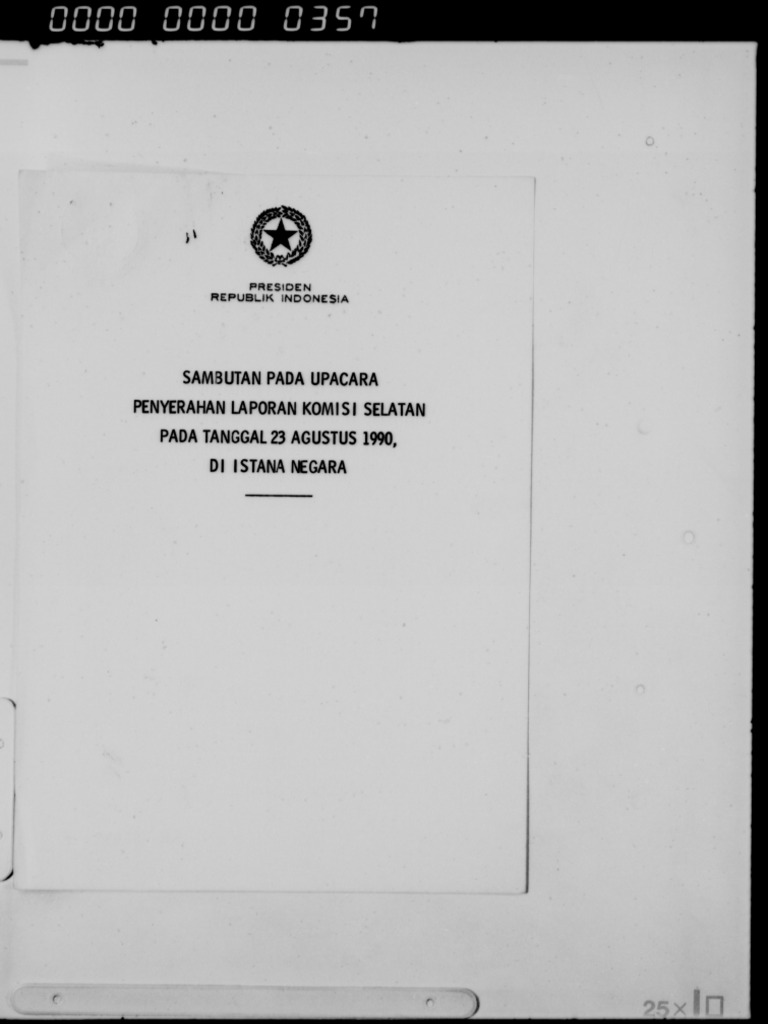 0000 0000 0357
PRESIDEN
REPUBLIK INDONESIA
SAMBUTAN PADA UPACARA
PENYERAHAN LAPORAN KOMISI SELATAN
PADA TANGGAL 23 AGUSTUS 1990,
DI ISTANA NEGARA
25×